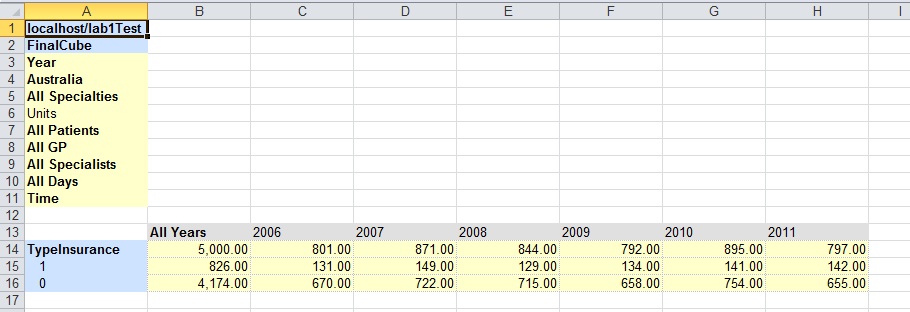 A B C D E F G H I
1 localhost/lab1Test
2 FinalCube
3 Year
4 Australia
5 All Specialties
6 Units
7 All Patients
8 All GP
9 All Specialists
10 All Days
11 Time
12
13 All Years 2006 2007 2008 2009 2010 2011
14 TypeInsurance 5,000.00 801.00 871.00 844.00 792.00 895.00 797.00
15 1 826.00 131.00 149.00 129.00 134.00 141.00 142.00
16 0 4,174.00 670.00 722.00 715.00 658.00 754.00 655.00
17